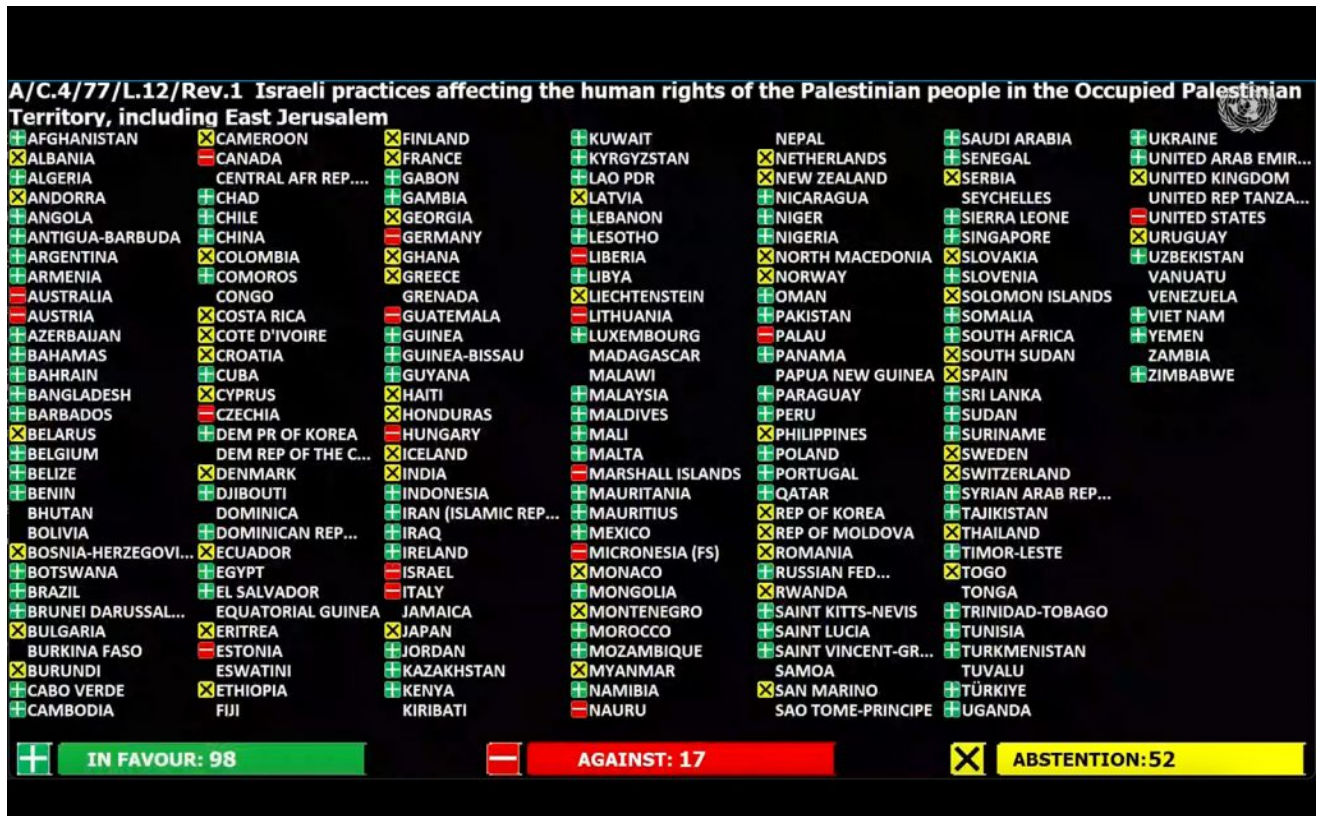 A/C.4/77/L.12/Rev.1 Israeli practices affecting the human rights of the Palestinian people in the Occupied Palestinian
Territory, including East Jerusalem
AFGHANISTAN
ALBANIA
ALGERIA
ANDORRA
ANGOLA
ANTIGUA-BARBUDA
ARGENTINA
ARMENIA
AUSTRALIA
AUSTRIA
AZERBAIJAN
BAHAMAS
BAHRAIN
BANGLADESH
BARBADOS
BELARUS
BELGIUM
BELIZE
BENIN
BHUTAN
BOLIVIA
BOSNIA-HERZEGOVI...
BOTSWANA
BRAZIL
BRUNEI DARUSSAL...
BULGARIA
BURKINA FASO
BURUNDI
CABO VERDE
CAMBODIA
CAMEROON
CANADA
CENTRAL AFR REP....
CHAD
CHILE
CHINA
COLOMBIA
COMOROS
CONGO
COSTA RICA
COTE D'IVOIRE
CROATIA
CUBA
CYPRUS
CZECHIA
DEM PR OF KOREA
DEM REP OF THE C...
DENMARK
DJIBOUTI
DOMINICA
DOMINICAN REP...
ECUADOR
EGYPT
EL SALVADOR
EQUATORIAL GUINEA
ERITREA
ESTONIA
ESWATINI
ETHIOPIA
FIJI
FINLAND
FRANCE
GABON
GAMBIA
GEORGIA
GERMANY
GHANA
GREECE
GRENADA
GUATEMALA
GUINEA
GUINEA-BISSAU
GUYANA
HAITI
HONDURAS
HUNGARY
ICELAND
INDIA
INDONESIA
IRAN (ISLAMIC REP...
IRAQ
IRELAND
ISRAEL
ITALY
JAMAICA
JAPAN
JORDAN
KAZAKHSTAN
KENYA
KIRIBATI
KUWAIT
KYRGYZSTAN
LAO PDR
LATVIA
LEBANON
LESOTHO
LIBERIA
LIBYA
LIECHTENSTEIN
LITHUANIA
LUXEMBOURG
MADAGASCAR
MALAWI
MALAYSIA
MALDIVES
MALI
MALTA
MARSHALL ISLANDS
MAURITANIA
MAURITIUS
MEXICO
MICRONESIA (FS)
MONACO
MONGOLIA
MONTENEGRO
MOROCCO
MOZAMBIQUE
MYANMAR
NAMIBIA
NAURU
NEPAL
NETHERLANDS
NEW ZEALAND
NICARAGUA
NIGER
NIGERIA
NORTH MACEDONIA
NORWAY
OMAN
PAKISTAN
PALAU
PANAMA
PAPUA NEW GUINEA
PARAGUAY
PERU
PHILIPPINES
POLAND
PORTUGAL
QATAR
REP OF KOREA
REP OF MOLDOVA
ROMANIA
RUSSIAN FED...
RWANDA
SAINT KITTS-NEVIS
SAINT LUCIA
SAINT VINCENT-GR...
SAMOA
SAN MARINO
SAO TOME-PRINCIPE
SAUDI ARABIA
SENEGAL
SERBIA
SEYCHELLES
SIERRA LEONE
SINGAPORE
SLOVAKIA
SLOVENIA
SOLOMON ISLANDS
SOMALIA
SOUTH AFRICA
SOUTH SUDAN
SPAIN
SRI LANKA
SUDAN
SURINAME
SWEDEN
SWITZERLAND
SYRIAN ARAB REP...
TAJIKISTAN
THAILAND
TIMOR-LESTE
TOGO
TONGA
TRINIDAD-TOBAGO
TUNISIA
TURKMENISTAN
TUVALU
TÜRKIYE
UGANDA
UKRAINE
UNITED ARAB EMIR...
UNITED KINGDOM
UNITED REP TANZA...
UNITED STATES
URUGUAY
UZBEKISTAN
VANUATU
VENEZUELA
VIET NAM
YEMEN
ZAMBIA
ZIMBABWE
IN FAVOUR: 98
AGAINST: 17
ABSTENTION:52